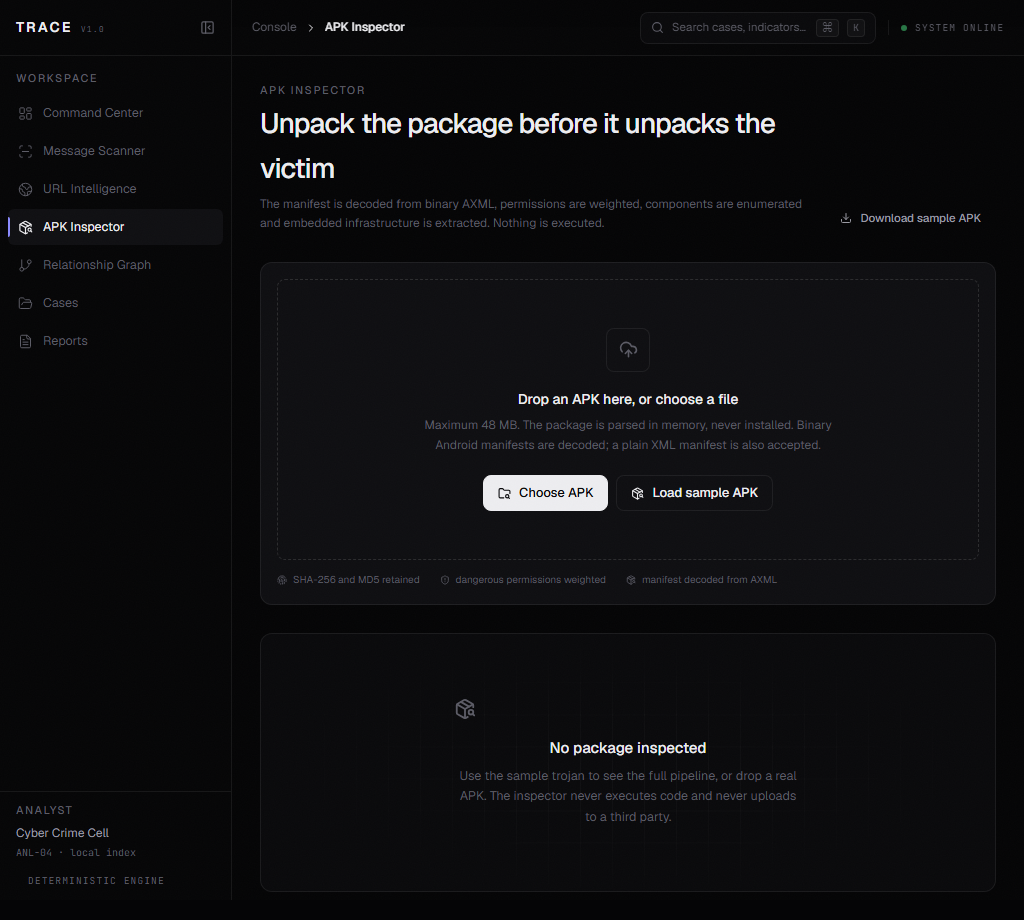 TRACE V1.0
Console > APK Inspector
Search cases, indicators... ⌘ K
SYSTEM ONLINE
WORKSPACE
Command Center
Message Scanner
URL Intelligence
APK Inspector
Relationship Graph
Cases
Reports
APK INSPECTOR
Unpack the package before it unpacks the
victim
The manifest is decoded from binary AXML, permissions are weighted, components are enumerated
and embedded infrastructure is extracted. Nothing is executed.
Download sample APK
Drop an APK here, or choose a file
Maximum 48 MB. The package is parsed in memory, never installed. Binary
Android manifests are decoded; a plain XML manifest is also accepted.
Choose APK
Load sample APK
SHA-256 and MD5 retained
dangerous permissions weighted
manifest decoded from AXML
No package inspected
Use the sample trojan to see the full pipeline, or drop a real
APK. The inspector never executes code and never uploads
to a third party.
ANALYST
Cyber Crime Cell
ANL-04 · local index
DETERMINISTIC ENGINE